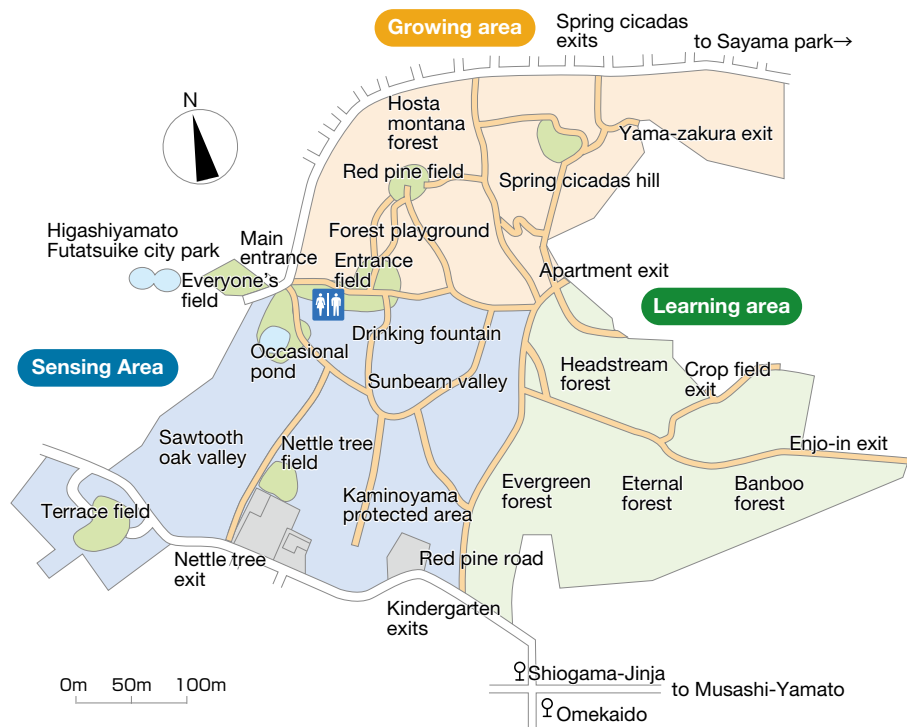 Growing area
Spring cicadas
exits
to Sayama park→
N
Hosta
montana
forest
Yama-zakura exit
Red pine field
Spring cicadas hill
Forest playground
Higashiyamato
Futatsuike city park
Main
entrance
Entrance
field
Everyone's
field
Apartment exit
Learning area
Drinking fountain
Occasional
pond
Sensing Area
Sunbeam valley
Headstream
forest
Crop field
exit
Sawtooth
oak valley
Nettle tree
field
Enjo-in exit
Evergreen
forest
Eternal
forest
Banboo
forest
Kaminoyama
protected area
Terrace field
Nettle tree
exit
Red pine road
Kindergarten
exits
Shiogama-Jinja
0m 50m 100m
to Musashi-Yamato
Omekaido